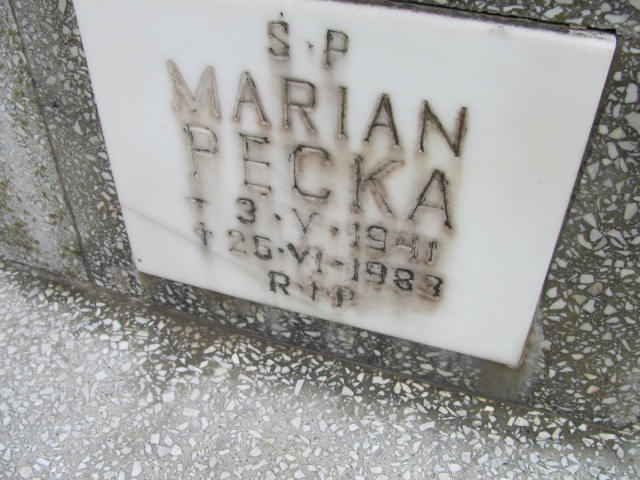 Ś.P
MARIAN
PECKA
* 3.V.1941
† 25.VI.1983
R I P